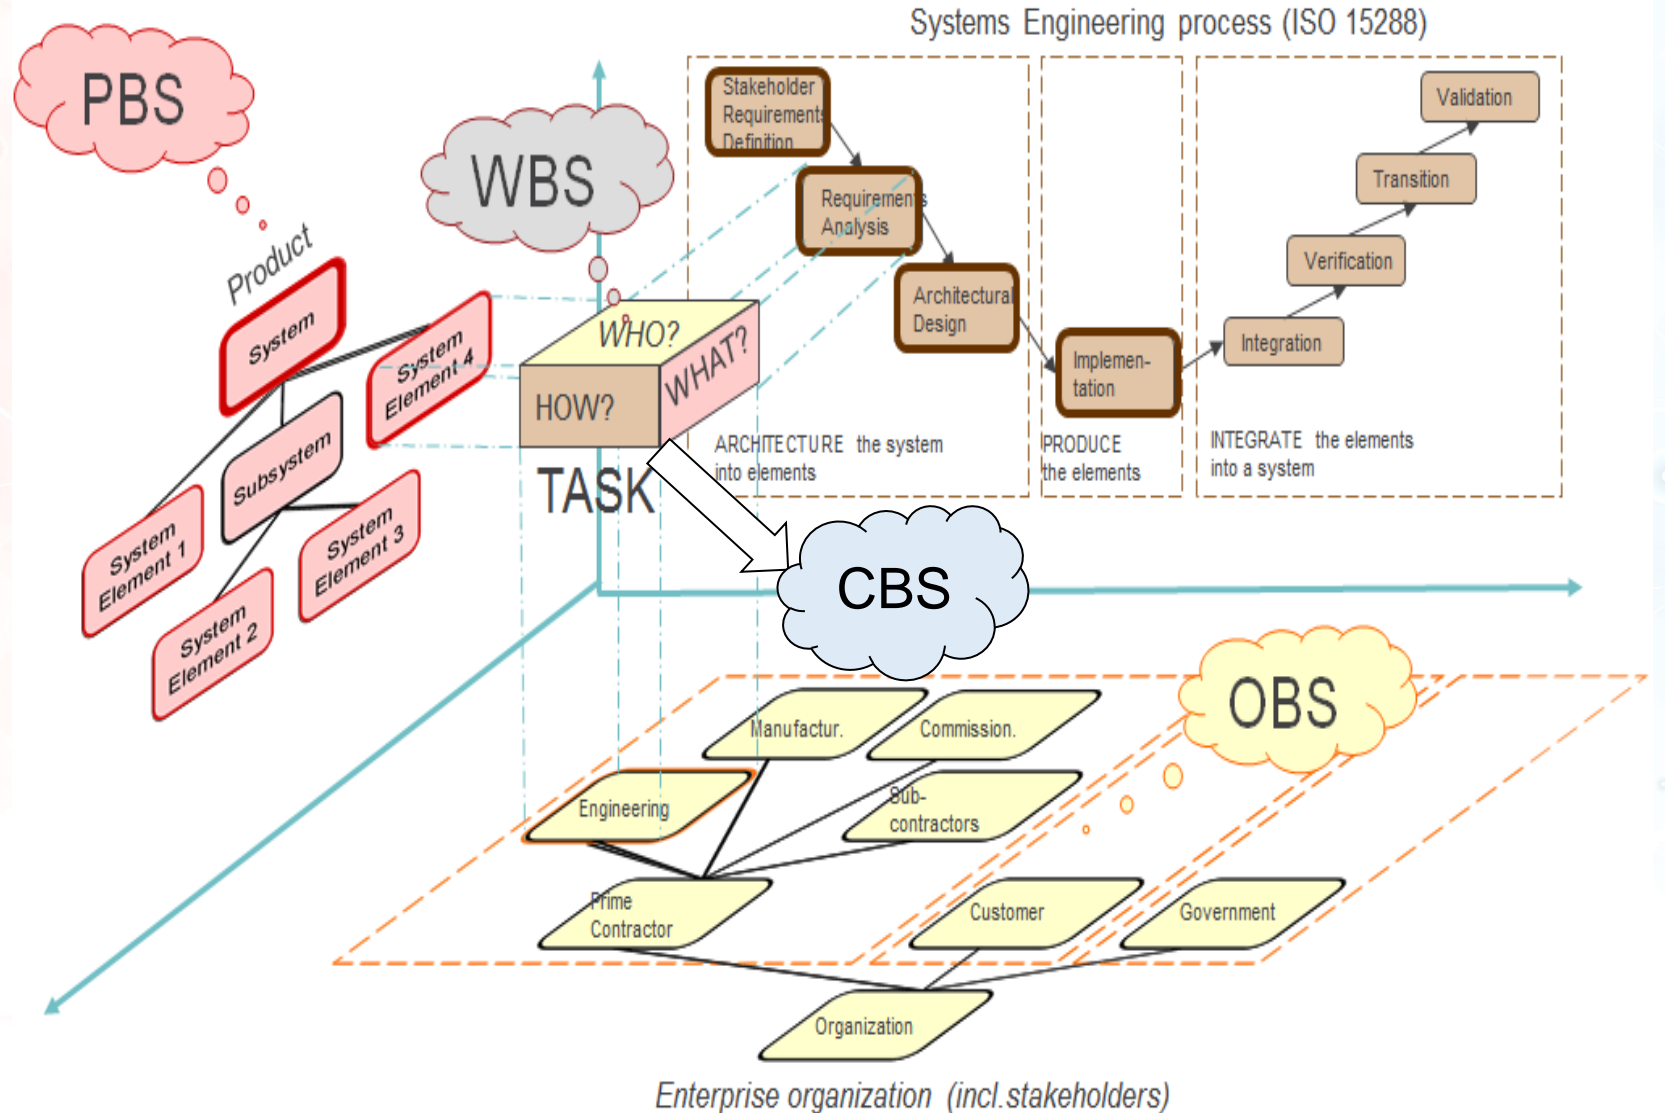 Systems Engineering process (ISO 15288)
PBS
WBS
Stakeholder
Requirements
Definition
Requirements
Analysis
Architectural
Design
Implemen-
tation
Validation
Transition
Verification
Integration
ARCHITECTURE the system
into elements
PRODUCE
the elements
INTEGRATE the elements
into a system
Product
System
System
Element 4
Subsystem
System
Element 1
System
Element 3
System
Element 2
WHO?
HOW?
WHAT?
TASK
CBS
OBS
Manufactur.
Commission.
Engineering
Sub-
contractors
Prime
Contractor
Customer
Government
Organization
Enterprise organization (incl.stakeholders)